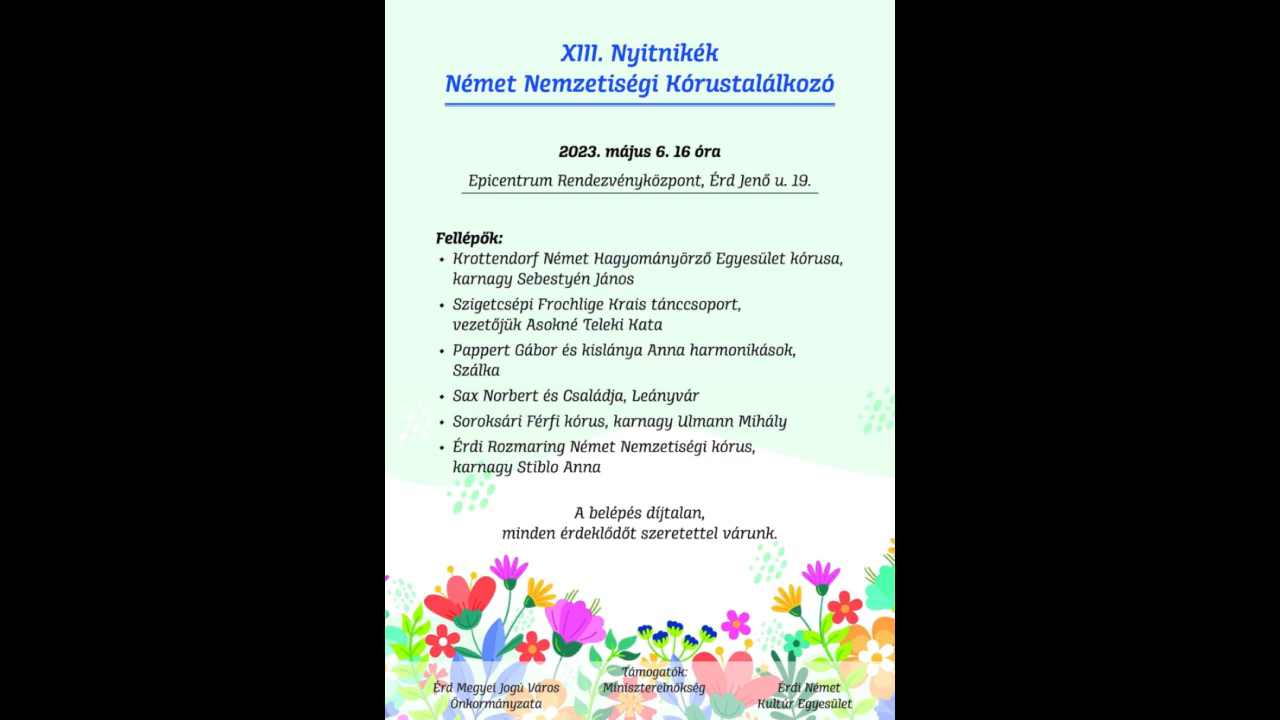 XIII. Nyitnikék
Német Nemzetiségi Kórustalálkozó
2023. május 6. 16 óra
Epicentrum Rendezvényközpont, Érd Jenő u. 19.
Fellépők:
• Krottendorf Német Hagyományörző Egyesület kórusa,
karnagy Sebestyén János
• Szigetcsépi Frochlige Krais tánccsoport,
vezetőjük Asokné Teleki Kata
• Pappert Gábor és kislánya Anna harmonikások,
Szálka
• Sax Norbert és Családja, Leányvár
• Soroksári Férfi kórus, karnagy Ulmann Mihály
• Érdi Rozmaring Német Nemzetiségi kórus,
karnagy Stiblo Anna
A belépés díjtalan,
minden érdeklődőt szeretettel várunk.
Támogatók:
Érd Megyei Jogú Város
Önkormányzata
Miniszterelnökség
Érdi Német
Kultúr Egyesület